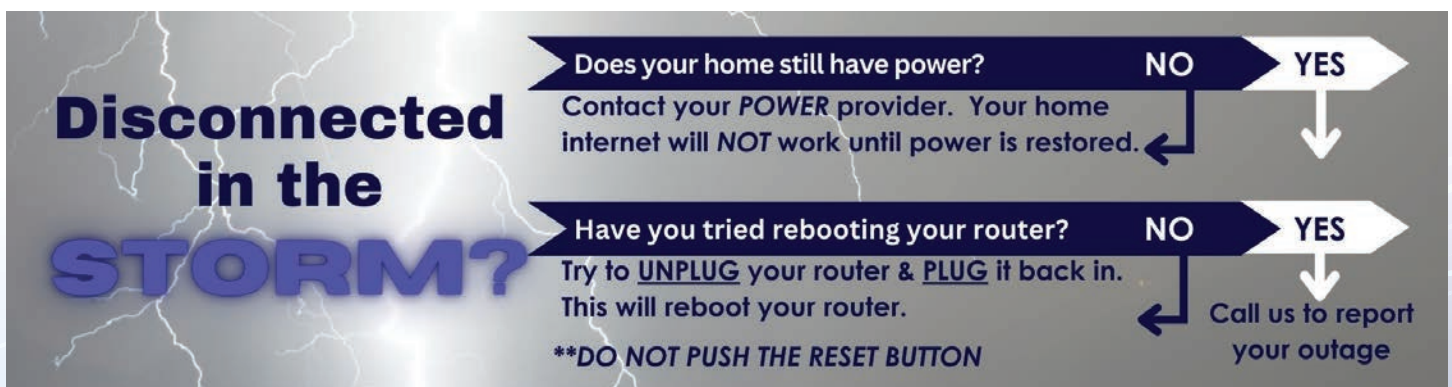 Disconnected
in the
STORM?
Does your home still have power? NO YES
Contact your POWER provider. Your home
internet will NOT work until power is restored.
Have you tried rebooting your router? NO YES
Try to UNPLUG your router & PLUG it back in.
This will reboot your router.
**DO NOT PUSH THE RESET BUTTON
Call us to report
your outage